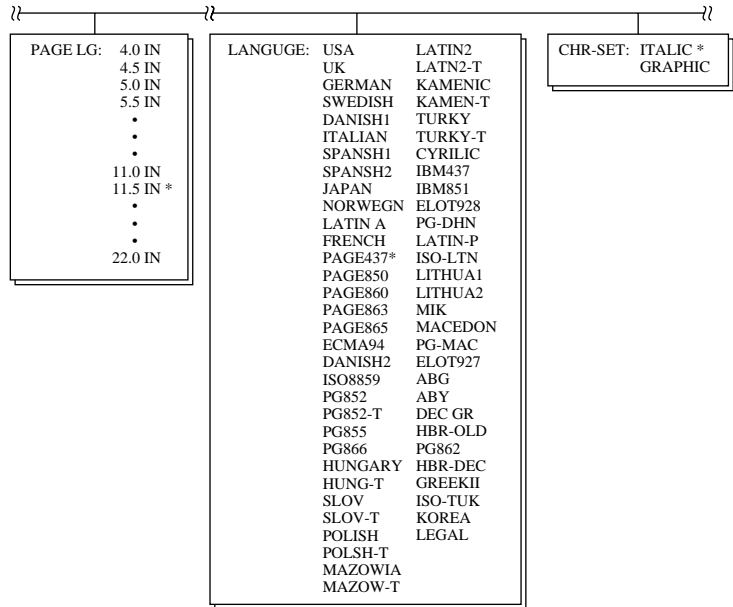 PAGE LG: 4.0 IN
4.5 IN
5.0 IN
5.5 IN
•
•
•
11.0 IN
11.5 IN *
•
•
•
22.0 IN
LANGUGE: USA LATIN2
UK LATN2-T
GERMAN KAMENIC
SWEDISH KAMEN-T
DANISH1 TURKY
ITALIAN TURKY-T
SPANSH1 CYRILIC
SPANSH2 IBM437
JAPAN IBM851
NORWEGN ELOT928
LATIN A PG-DHN
FRENCH LATIN-P
PAGE437* ISO-LTN
PAGE850 LITHUA1
PAGE860 LITHUA2
PAGE863 MIK
PAGE865 MACEDON
ECMA94 PG-MAC
DANISH2 ELOT927
ISO8859 ABG
PG852 ABY
PG852-T DEC GR
PG855 HBR-OLD
PG866 PG862
HUNGARY HBR-DEC
HUNG-T GREEKII
SLOV ISO-TUK
SLOV-T KOREA
POLISH LEGAL
POLSH-T
MAZOWIA
MAZOW-T
CHR-SET: ITALIC *
GRAPHIC